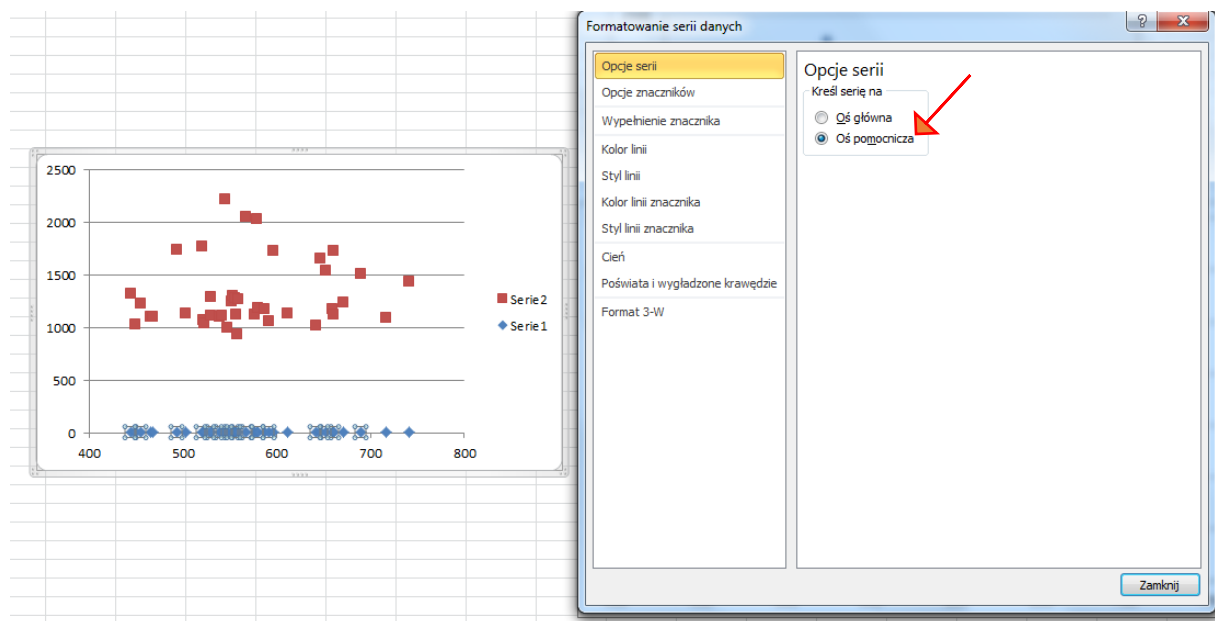 2500
2000
1500
1000
500
0
400 500 600 700 800
Serie2
Serie1
Formatowanie serii danych
Opcje serii
Opcje znaczników
Wypełnienie znacznika
Kolor linii
Styl linii
Kolor linii znacznika
Styl linii znacznika
Cień
Poświata i wygładzone krawędzie
Format 3-W
Opcje serii
Kreśl serię na
Oś główna
Oś pomocnicza
Zamknij